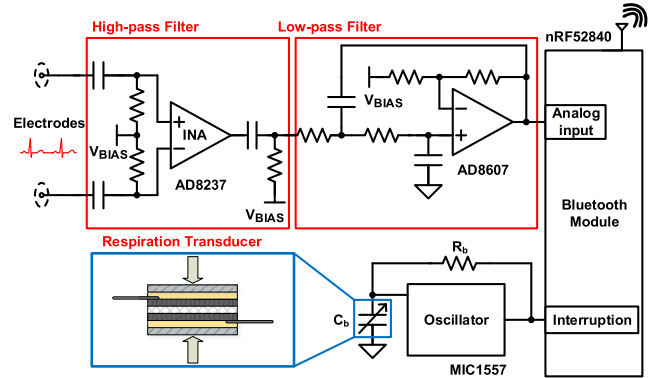 High-pass Filter
Low-pass Filter
nRF52840
Electrodes
VBIAS
INA
AD8237
VBIAS
VBIAS
AD8607
Analog
input
Bluetooth
Module
Respiration Transducer
Rb
Cb
Oscillator
MIC1557
Interruption